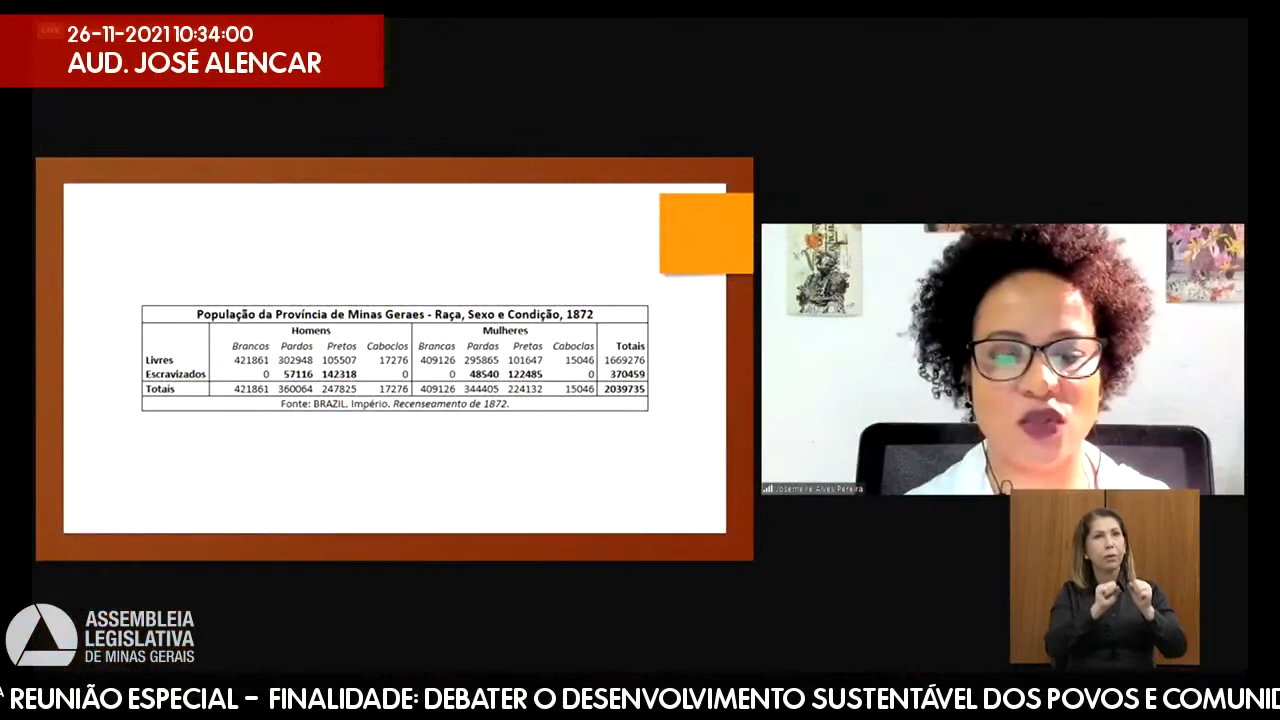 LIVE
26-11-2021 10:34:00
AUD. JOSÉ ALENCAR
População da Província de Minas Geraes - Raça, Sexo e Condição, 1872
Homens Mulheres
Brancos Pardos Pretos Caboclos Brancas Pardas Pretas Caboclas Totais
Livres 421861 302948 105507 17276 409126 295865 101647 15046 1669276
Escravizados 0 57116 142318 0 0 48540 122485 0 370459
Totais 421861 360064 247825 17276 409126 344405 224132 15046 2039735
Fonte: BRAZIL. Império. Recenseamento de 1872.
Josemeire Alves Pereira
ASSEMBLEIA
LEGISLATIVA
DE MINAS GERAIS
ª REUNIÃO ESPECIAL - FINALIDADE: DEBATER O DESENVOLVIMENTO SUSTENTÁVEL DOS POVOS E COMUNID